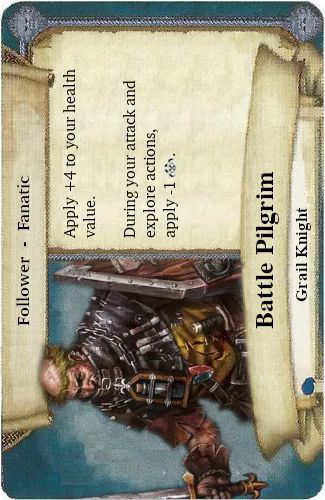 Follower - Fanatic
Apply +4 to your health
value.
During your attack and
explore actions,
apply -1 .
Battle Pilgrim
Grail Knight